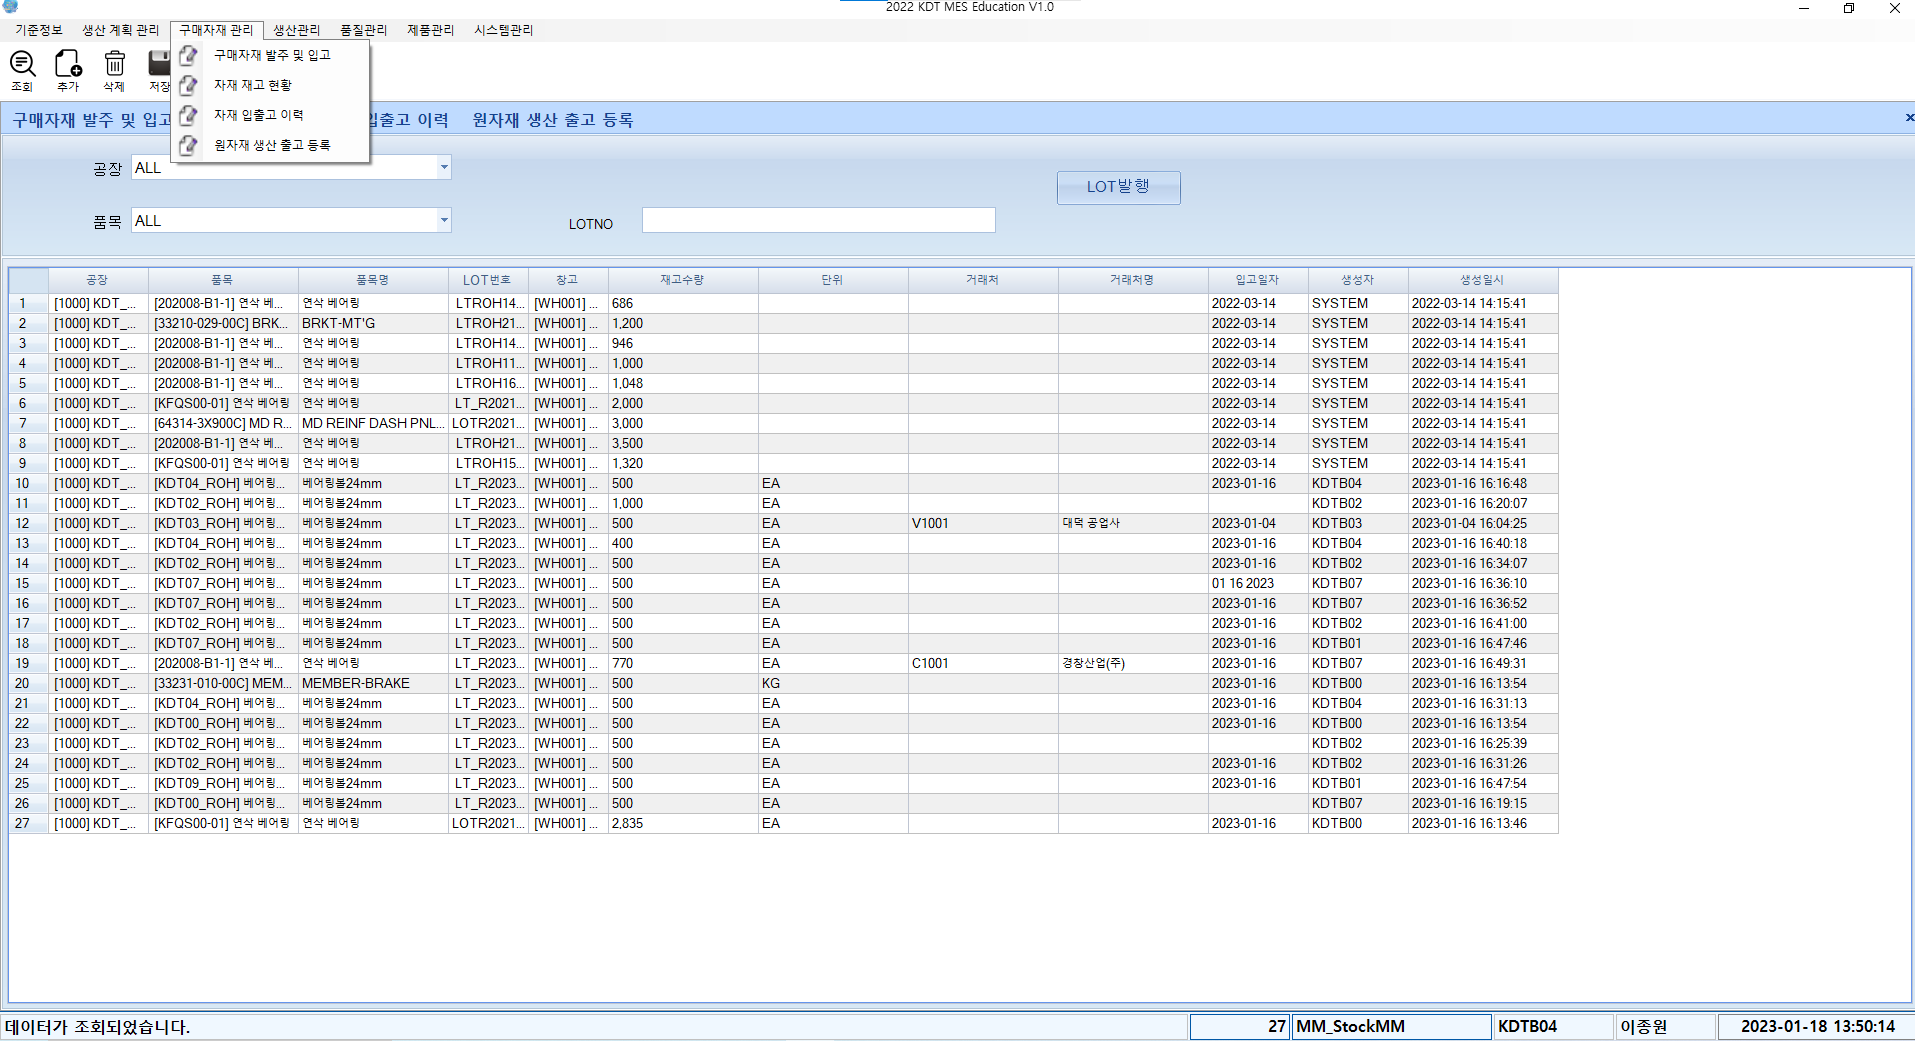 2022 KDT MES Education V1.0
기준정보 생산 계획 관리 구매자재 관리 생산관리 품질관리 제품관리 시스템관리
조회 추가 삭제 저장
구매자재 발주 및 입고
자재 재고 현황
자재 입출고 이력
원자재 생산 출고 등록
구매자재 발주 및 입고 입출고 이력 원자재 생산 출고 등록
공장 ALL
LOT발행
품목 ALL LOTNO
공장 품목 품목명 LOT번호 창고 재고수량 단위 거래처 거래처명 입고일자 생성자 생성일시
1 [1000] KDT_... [202008-B1-1] 연삭 베... 연삭 베어링 LTROH14... [WH001] ... 686 2022-03-14 SYSTEM 2022-03-14 14:15:41
2 [1000] KDT_... [33210-029-00C] BRK... BRKT-MT'G LTROH21... [WH001] ... 1,200 2022-03-14 SYSTEM 2022-03-14 14:15:41
3 [1000] KDT_... [202008-B1-1] 연삭 베... 연삭 베어링 LTROH14... [WH001] ... 946 2022-03-14 SYSTEM 2022-03-14 14:15:41
4 [1000] KDT_... [202008-B1-1] 연삭 베... 연삭 베어링 LTROH11... [WH001] ... 1,000 2022-03-14 SYSTEM 2022-03-14 14:15:41
5 [1000] KDT_... [202008-B1-1] 연삭 베... 연삭 베어링 LTROH16... [WH001] ... 1,048 2022-03-14 SYSTEM 2022-03-14 14:15:41
6 [1000] KDT_... [KFQS00-01] 연삭 베어링 연삭 베어링 LT_R2021... [WH001] ... 2,000 2022-03-14 SYSTEM 2022-03-14 14:15:41
7 [1000] KDT_... [64314-3X900C] MD R... MD REINF DASH PNL... LOTR2021... [WH001] ... 3,000 2022-03-14 SYSTEM 2022-03-14 14:15:41
8 [1000] KDT_... [202008-B1-1] 연삭 베... 연삭 베어링 LTROH21... [WH001] ... 3,500 2022-03-14 SYSTEM 2022-03-14 14:15:41
9 [1000] KDT_... [KFQS00-01] 연삭 베어링 연삭 베어링 LTROH15... [WH001] ... 1,320 2022-03-14 SYSTEM 2022-03-14 14:15:41
10 [1000] KDT_... [KDT04_ROH] 베어링... 베어링볼24mm LT_R2023... [WH001] ... 500 EA 2023-01-16 KDTB04 2023-01-16 16:16:48
11 [1000] KDT_... [KDT02_ROH] 베어링... 베어링볼24mm LT_R2023... [WH001] ... 1,000 EA KDTB02 2023-01-16 16:20:07
12 [1000] KDT_... [KDT03_ROH] 베어링... 베어링볼24mm LT_R2023... [WH001] ... 500 EA V1001 대덕 공업사 2023-01-04 KDTB03 2023-01-04 16:04:25
13 [1000] KDT_... [KDT04_ROH] 베어링... 베어링볼24mm LT_R2023... [WH001] ... 400 EA 2023-01-16 KDTB04 2023-01-16 16:40:18
14 [1000] KDT_... [KDT02_ROH] 베어링... 베어링볼24mm LT_R2023... [WH001] ... 500 EA 2023-01-16 KDTB02 2023-01-16 16:34:07
15 [1000] KDT_... [KDT07_ROH] 베어링... 베어링볼24mm LT_R2023... [WH001] ... 500 EA 01 16 2023 KDTB07 2023-01-16 16:36:10
16 [1000] KDT_... [KDT07_ROH] 베어링... 베어링볼24mm LT_R2023... [WH001] ... 500 EA 2023-01-16 KDTB07 2023-01-16 16:36:52
17 [1000] KDT_... [KDT02_ROH] 베어링... 베어링볼24mm LT_R2023... [WH001] ... 500 EA 2023-01-16 KDTB02 2023-01-16 16:41:00
18 [1000] KDT_... [KDT07_ROH] 베어링... 베어링볼24mm LT_R2023... [WH001] ... 500 EA 2023-01-16 KDTB01 2023-01-16 16:47:46
19 [1000] KDT_... [202008-B1-1] 연삭 베... 연삭 베어링 LT_R2023... [WH001] ... 770 EA C1001 경창산업(주) 2023-01-16 KDTB07 2023-01-16 16:49:31
20 [1000] KDT_... [33231-010-00C] MEM... MEMBER-BRAKE LT_R2023... [WH001] ... 500 KG 2023-01-16 KDTB00 2023-01-16 16:13:54
21 [1000] KDT_... [KDT04_ROH] 베어링... 베어링볼24mm LT_R2023... [WH001] ... 500 EA 2023-01-16 KDTB04 2023-01-16 16:31:13
22 [1000] KDT_... [KDT00_ROH] 베어링... 베어링볼24mm LT_R2023... [WH001] ... 500 EA 2023-01-16 KDTB00 2023-01-16 16:13:54
23 [1000] KDT_... [KDT02_ROH] 베어링... 베어링볼24mm LT_R2023... [WH001] ... 500 EA KDTB02 2023-01-16 16:25:39
24 [1000] KDT_... [KDT02_ROH] 베어링... 베어링볼24mm LT_R2023... [WH001] ... 500 EA 2023-01-16 KDTB02 2023-01-16 16:31:26
25 [1000] KDT_... [KDT09_ROH] 베어링... 베어링볼24mm LT_R2023... [WH001] ... 500 EA 2023-01-16 KDTB01 2023-01-16 16:47:54
26 [1000] KDT_... [KDT00_ROH] 베어링... 베어링볼24mm LT_R2023... [WH001] ... 500 EA KDTB07 2023-01-16 16:19:15
27 [1000] KDT_... [KFQS00-01] 연삭 베어링 연삭 베어링 LOTR2021... [WH001] ... 2,835 EA 2023-01-16 KDTB00 2023-01-16 16:13:46
데이터가 조회되었습니다. 27 MM_StockMM KDTB04 이종원 2023-01-18 13:50:14